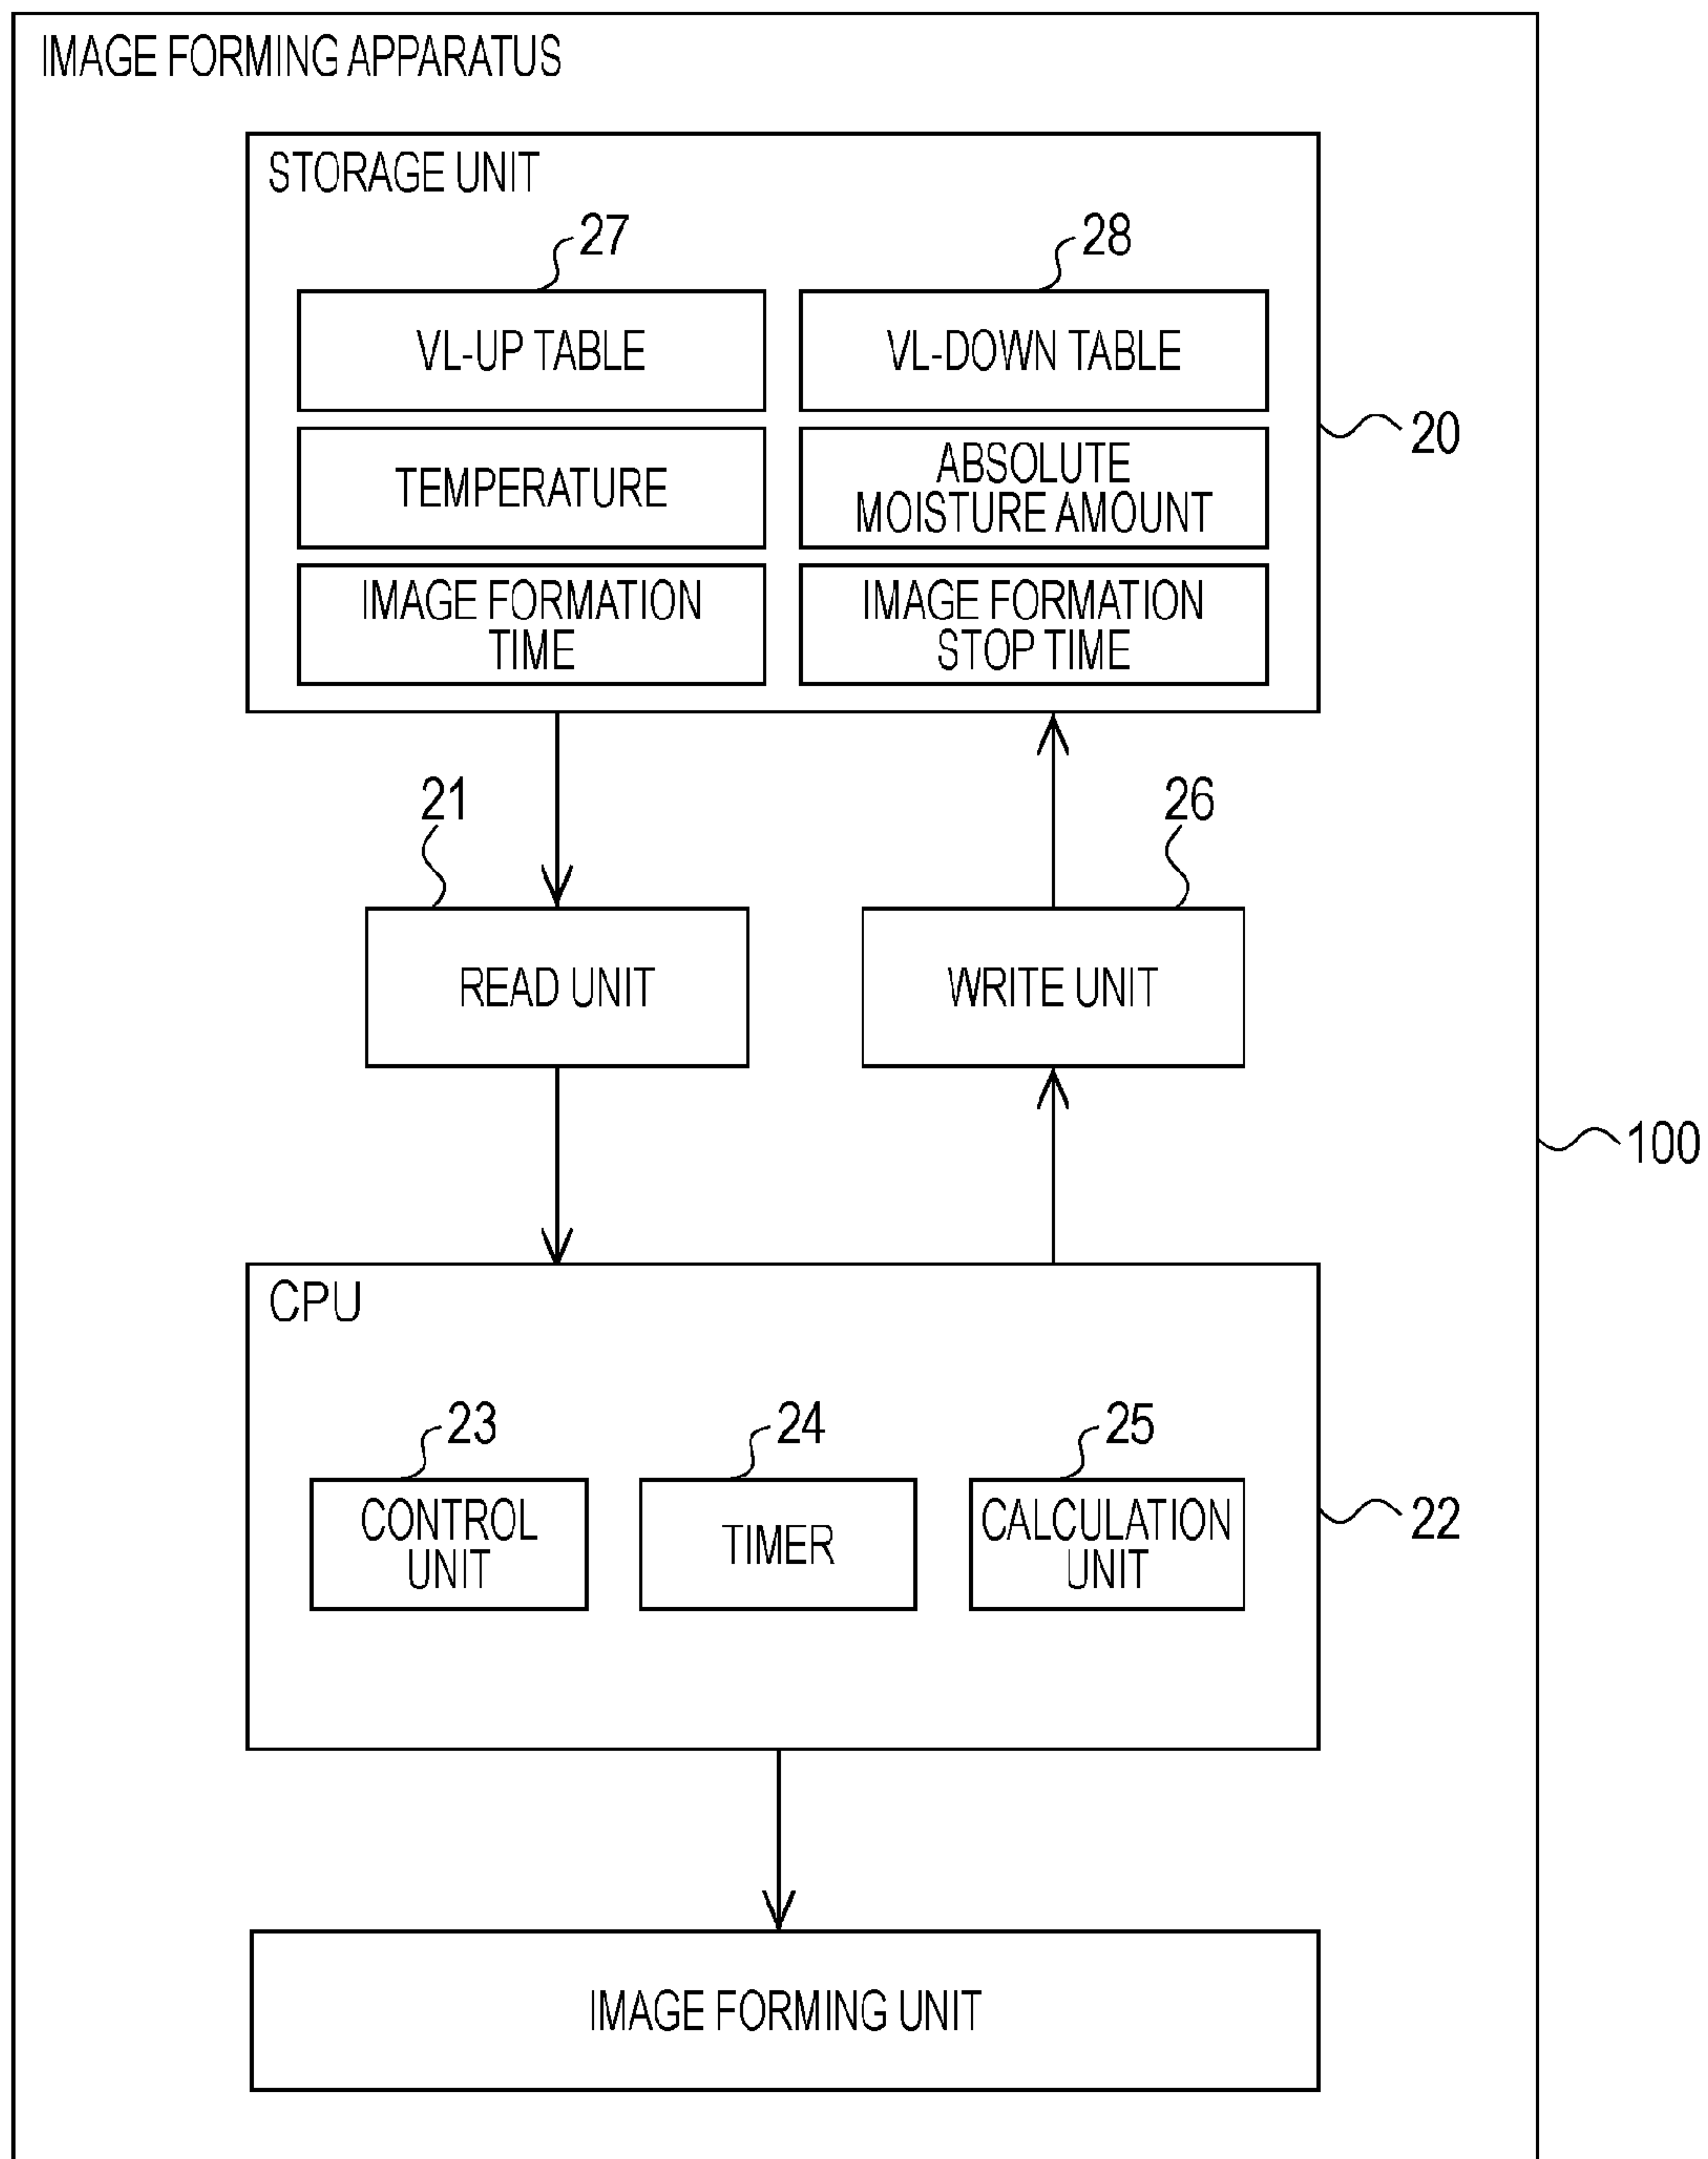 IMAGE FORMING APPARATUS
STORAGE UNIT
27
28
VL-UP TABLE
VL-DOWN TABLE
20
TEMPERATURE
ABSOLUTE
MOISTURE AMOUNT
IMAGE FORMATION
TIME
IMAGE FORMATION
STOP TIME
21
26
READ UNIT
WRITE UNIT
100
CPU
23
24
25
CONTROL
UNIT
TIMER
CALCULATION
UNIT
22
IMAGE FORMING UNIT